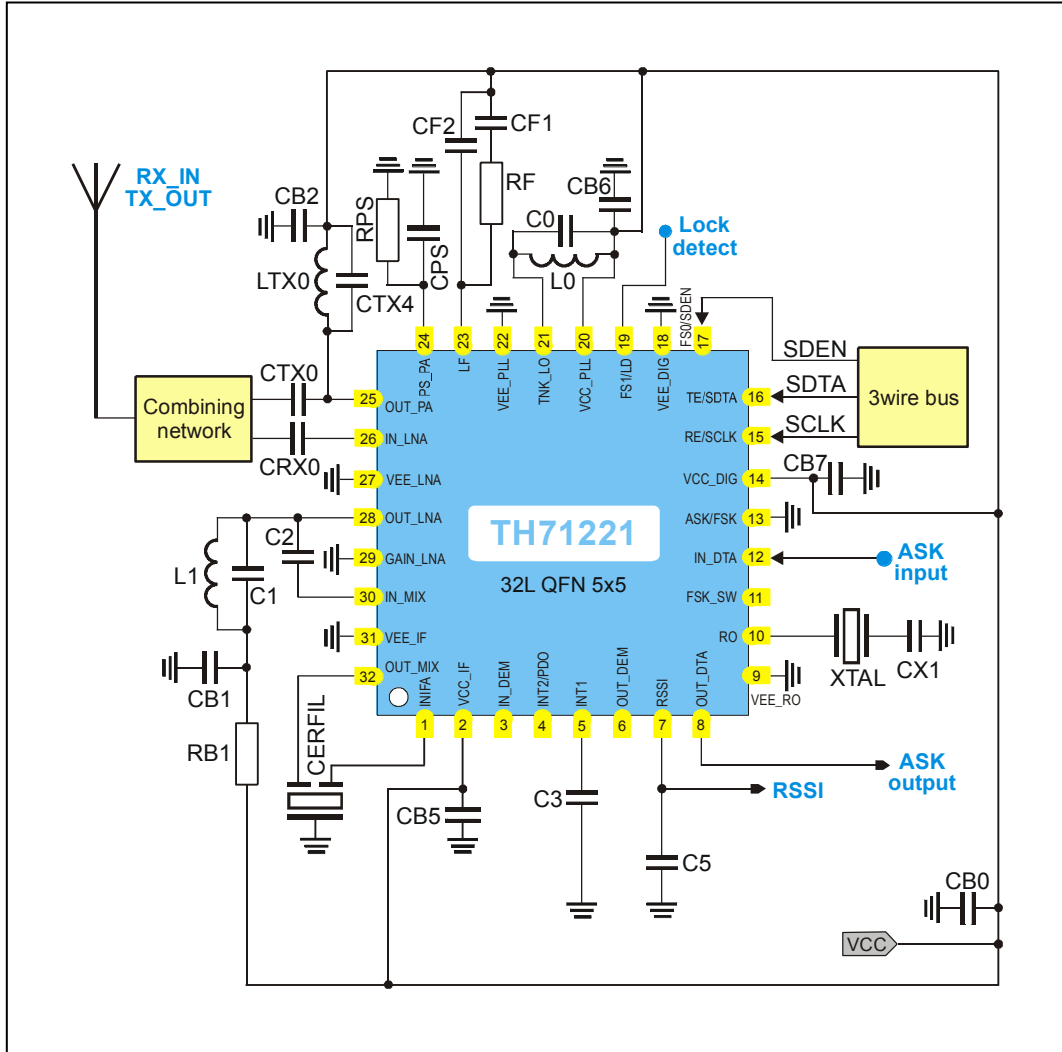 CF2
CF1
RX_IN
TX_OUT
CB2
RPS
CPS
RF
CB6
C0
L0
Lock
detect
LTX0
CTX4
24
23
22
21
20
19
18
17
PS_PA
LF
VEE_PLL
TNK_LO
VCC_PLL
FS1/LD
VEE_DIG
FS0/SDEN
SDEN
SDTA
SCLK
3wire bus
CTX0
Combining
network
CRX0
25 OUT_PA
26 IN_LNA
27 VEE_LNA
28 OUT_LNA
29 GAIN_LNA
30 IN_MIX
31 VEE_IF
32 OUT_MIX
TE/SDTA 16
RE/SCLK 15
VCC_DIG 14
ASK/FSK 13
IN_DTA 12
FSK_SW 11
RO 10
9
VEE_RO
CB7
TH71221
32L QFN 5x5
ASK
input
C2
L1
C1
XTAL
CX1
CB1
RB1
CERFIL
INIFA
VCC_IF
IN_DEM
INT2/PDO
INT1
OUT_DEM
RSSI
OUT_DTA
1
2
3
4
5
6
7
8
CB5
C3
C5
RSSI
ASK
output
CB0
VCC